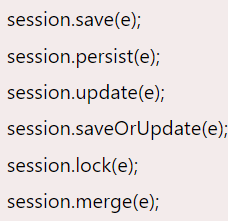 session.save(e);
session.persist(e);
session.update(e);
session.saveOrUpdate(e);
session.lock(e);
session.merge(e);